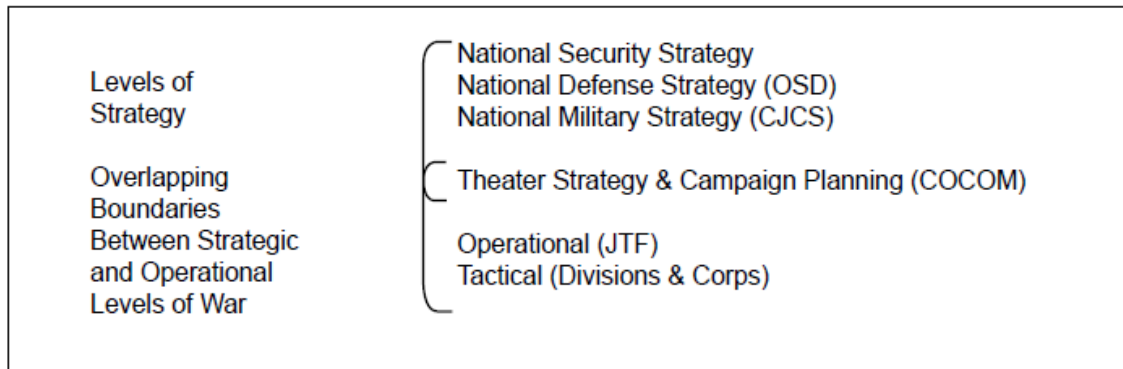 Levels of
Strategy
Overlapping
Boundaries
Between Strategic
and Operational
Levels of War
National Security Strategy
National Defense Strategy (OSD)
National Military Strategy (CJCS)
Theater Strategy & Campaign Planning (COCOM)
Operational (JTF)
Tactical (Divisions & Corps)